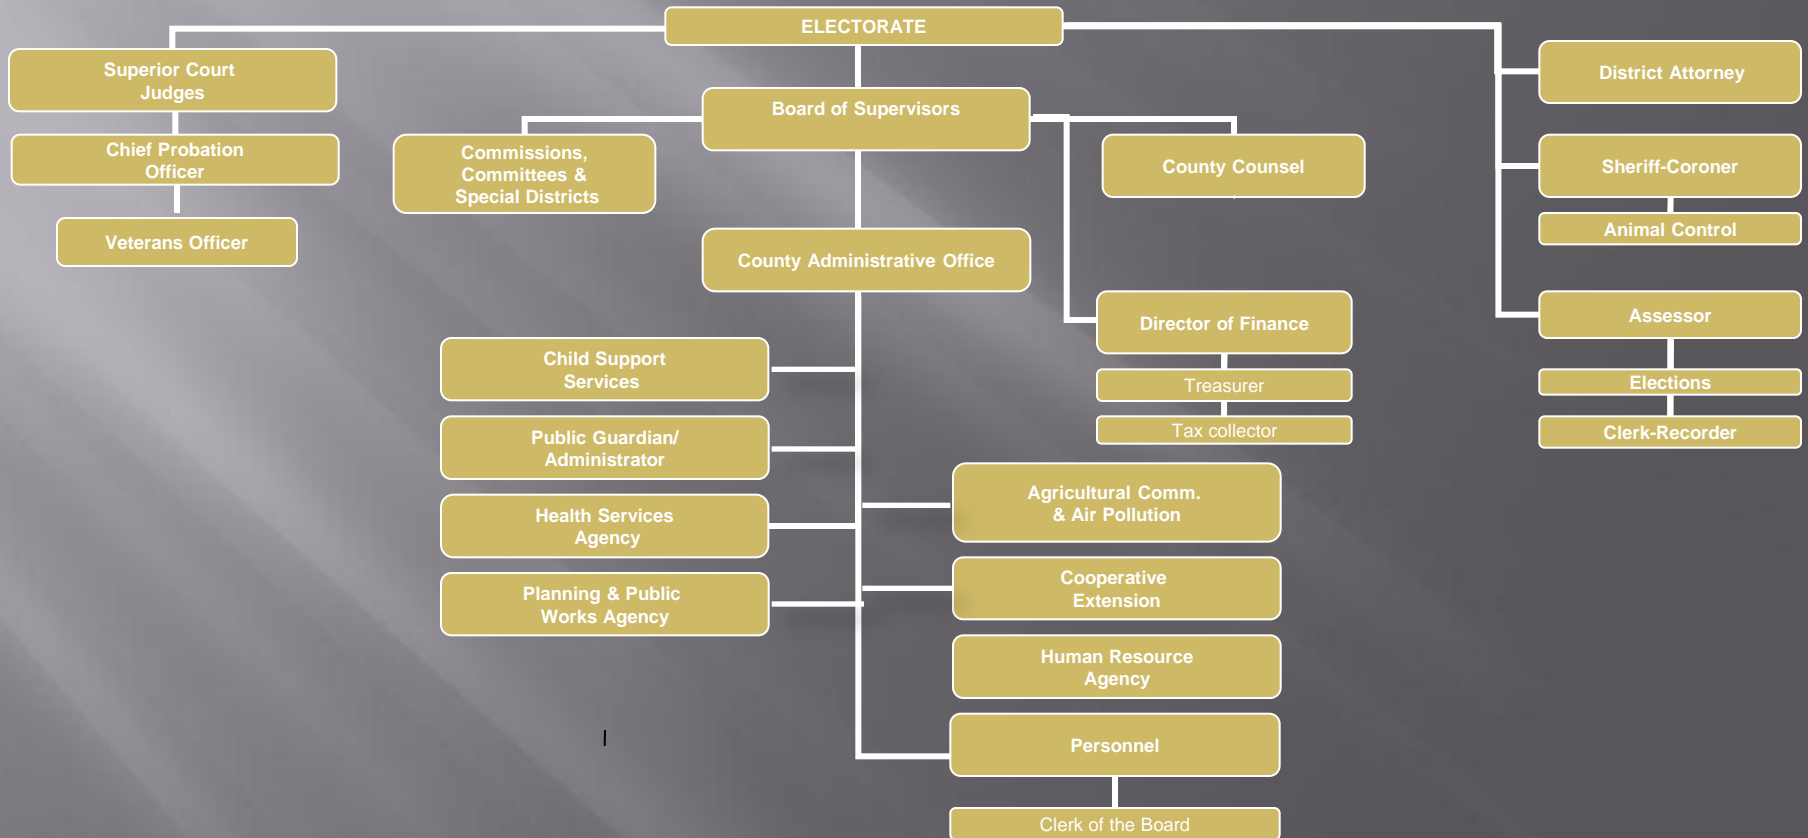 ELECTORATE
Superior Court
Judges
Chief Probation
Officer
Veterans Officer
Board of Supervisors
Commissions,
Committees &
Special Districts
County Counsel
County Administrative Office
Director of Finance
Treasurer
Tax collector
District Attorney
Sheriff-Coroner
Animal Control
Assessor
Elections
Clerk-Recorder
Child Support
Services
Public Guardian/
Administrator
Health Services
Agency
Planning & Public
Works Agency
Agricultural Comm.
& Air Pollution
Cooperative
Extension
Human Resource
Agency
Personnel
Clerk of the Board